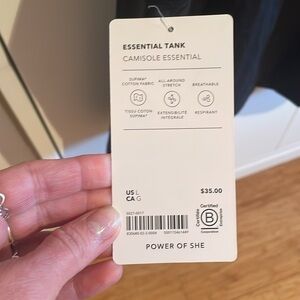 ESSENTIAL TANK
CAMISOLE ESSENTIAL
SUPIMA®
COTTON FABRIC
ALL-AROUND
STRETCH
BREATHABLE
TISSU COTON
SUPIMA®
EXTENSIBILITÉ
INTÉGRALE
RESPIRANT
US L
CA G
$35.00
Certified
B
Corporation
POWER OF SHE